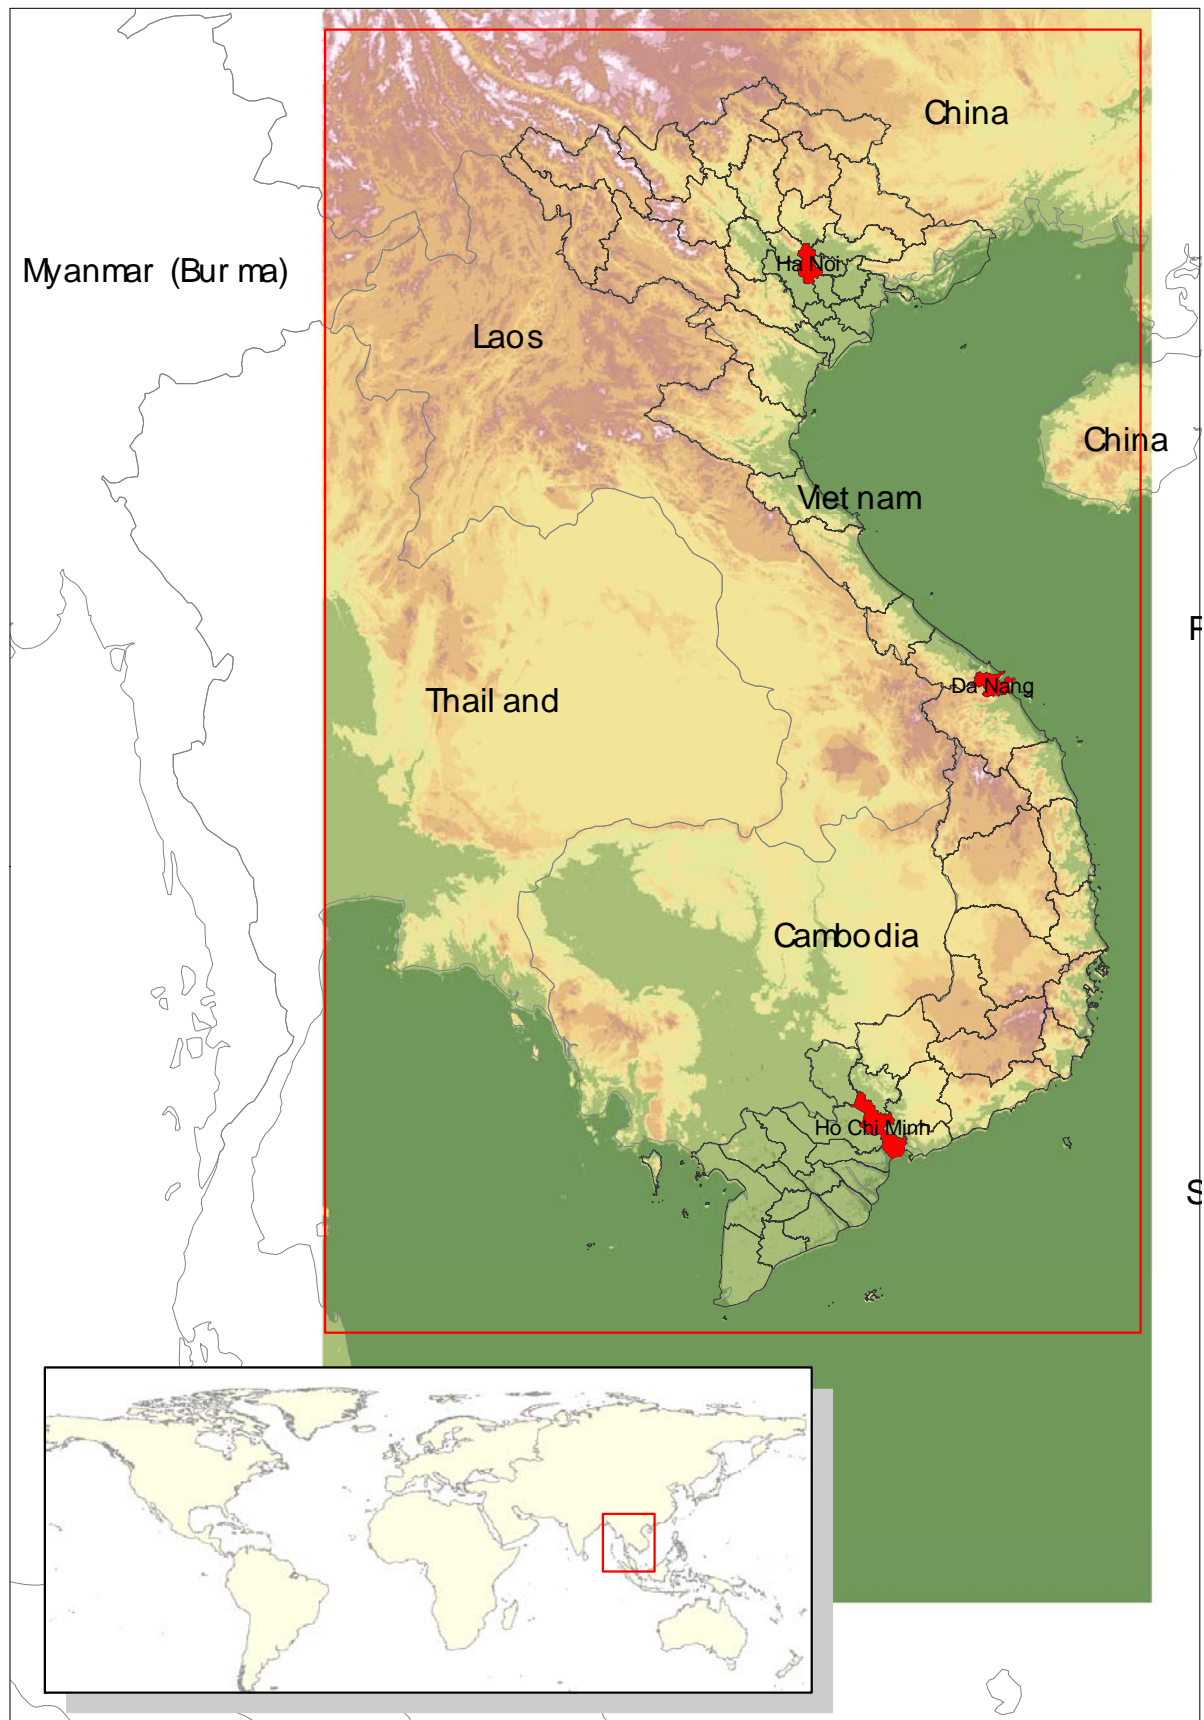 China
Ha Noi
Myanmar (Burma)
Laos
China
Viet nam
Da Nang
Thailand
Cambodia
Ho Chi Minh